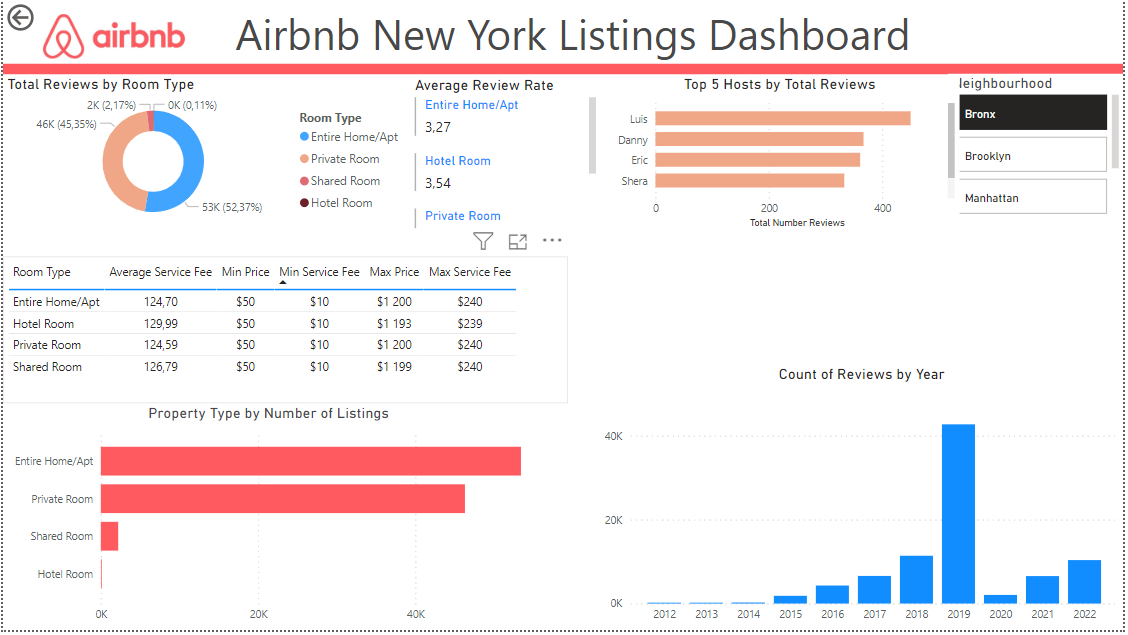 airbnb
Airbnb New York Listings Dashboard
Total Reviews by Room Type
2K (2,17%)
0K (0,11%)
46K (45,35%)
53K (52,37%)
Room Type
Entire Home/Apt
Private Room
Shared Room
Hotel Room
Average Review Rate
Entire Home/Apt
3,27
Hotel Room
3,54
Private Room
Top 5 Hosts by Total Reviews
Luis
Danny
Eric
Shera
0 200 400
Total Number Reviews
leighbourhood
Bronx
Brooklyn
Manhattan
Room Type Average Service Fee Min Price Min Service Fee Max Price Max Service Fee
Entire Home/Apt 124,70 $50 $10 $1 200 $240
Hotel Room 129,99 $50 $10 $1 193 $239
Private Room 124,59 $50 $10 $1 200 $240
Shared Room 126,79 $50 $10 $1 199 $240
Property Type by Number of Listings
Entire Home/Apt
Private Room
Shared Room
Hotel Room
0K 20K 40K
Count of Reviews by Year
40K
20K
0K
2012 2013 2014 2015 2016 2017 2018 2019 2020 2021 2022